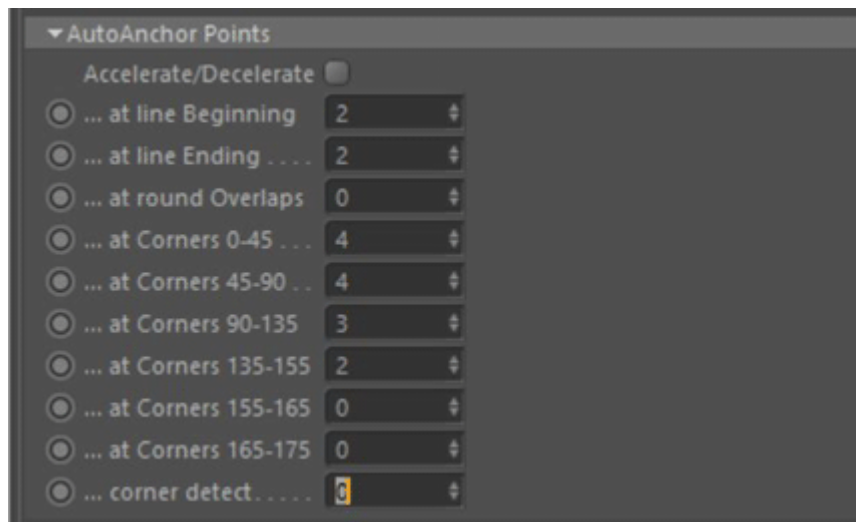 AutoAnchor Points
Accelerate/Decelerate
... at line Beginning 2
... at line Ending .... 2
... at round Overlaps 0
... at Corners 0-45 ... 4
... at Corners 45-90 .. 4
... at Corners 90-135 3
... at Corners 135-155 2
... at Corners 155-165 0
... at Corners 165-175 0
... corner detect..... 0